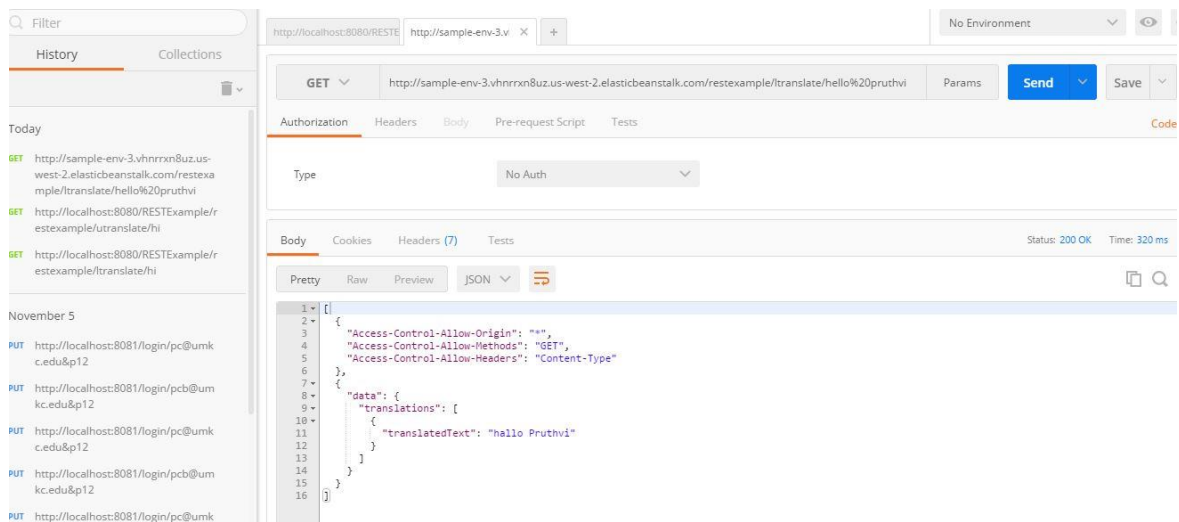 Filter
History Collections
Today
GET http://sample-env-3.vhnrrxn8uz.us-
west-2.elasticbeanstalk.com/restexa
mple/ltranslate/hello%20pruthvi
GET http://localhost:8080/RESTExample/r
estexample/utranslate/hi
GET http://localhost:8080/RESTExample/r
estexample/ltranslate/hi
November 5
PUT http://localhost:8081/login/pc@umk
c.edu&p12
PUT http://localhost:8081/login/pcb@um
kc.edu&p12
PUT http://localhost:8081/login/pc@umk
c.edu&p12
PUT http://localhost:8081/login/pcb@um
kc.edu&p12
PUT http://localhost:8081/login/pc@umk
http://localhost:8080/RESTE http://sample-env-3.v × +
No Environment
GET http://sample-env-3.vhnrrxn8uz.us-west-2.elasticbeanstalk.com/restexample/ltranslate/hello%20pruthvi Params Send Save
Authorization Headers Body Pre-request Script Tests Code
Type No Auth
Body Cookies Headers (7) Tests Status: 200 OK Time: 320 ms
Pretty Raw Preview JSON
1 [
2 {
3 "Access-Control-Allow-Origin": "*",
4 "Access-Control-Allow-Methods": "GET",
5 "Access-Control-Allow-Headers": "Content-Type"
6 },
7 {
8 "data": {
9 "translations": [
10 {
11 "translatedText": "hallo Pruthvi"
12 }
13 ]
14 }
15 }
16 ]